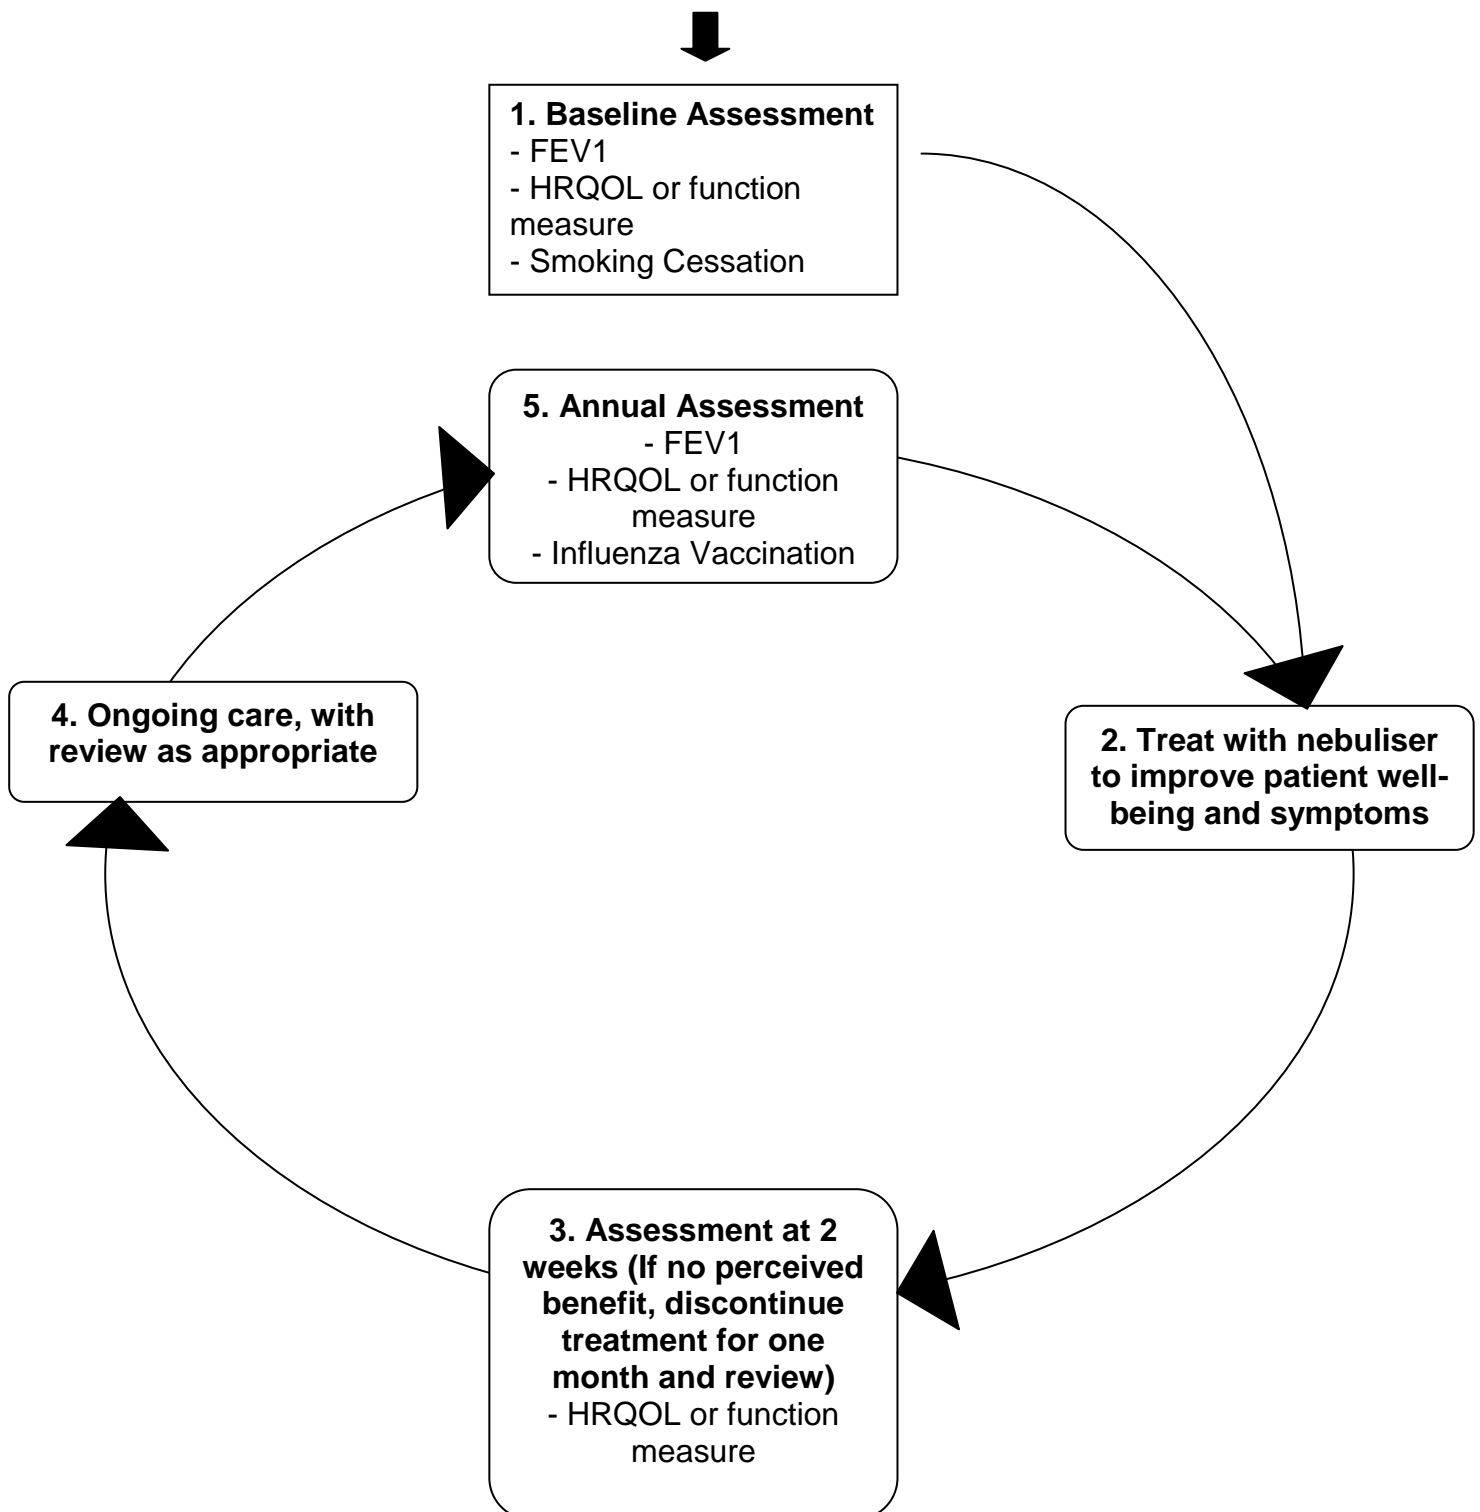 1. Baseline Assessment
- FEV1
- HRQOL or function
measure
- Smoking Cessation
5. Annual Assessment
- FEV1
- HRQOL or function
measure
- Influenza Vaccination
4. Ongoing care, with
review as appropriate
2. Treat with nebuliser
to improve patient well-
being and symptoms
3. Assessment at 2
weeks (If no perceived
benefit, discontinue
treatment for one
month and review)
- HRQOL or function
measure